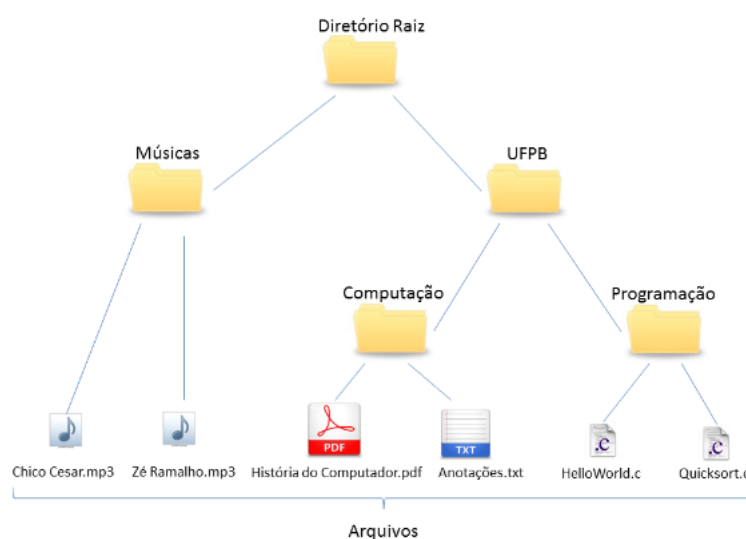 Diretório Raiz
Músicas
UFPB
Computação
Programação
PDF
TXT
.c
.c
Chico Cesar.mp3
Zé Ramalho.mp3
História do Computador.pdf
Anotações.txt
HelloWorld.c
Quicksort.c
Arquivos